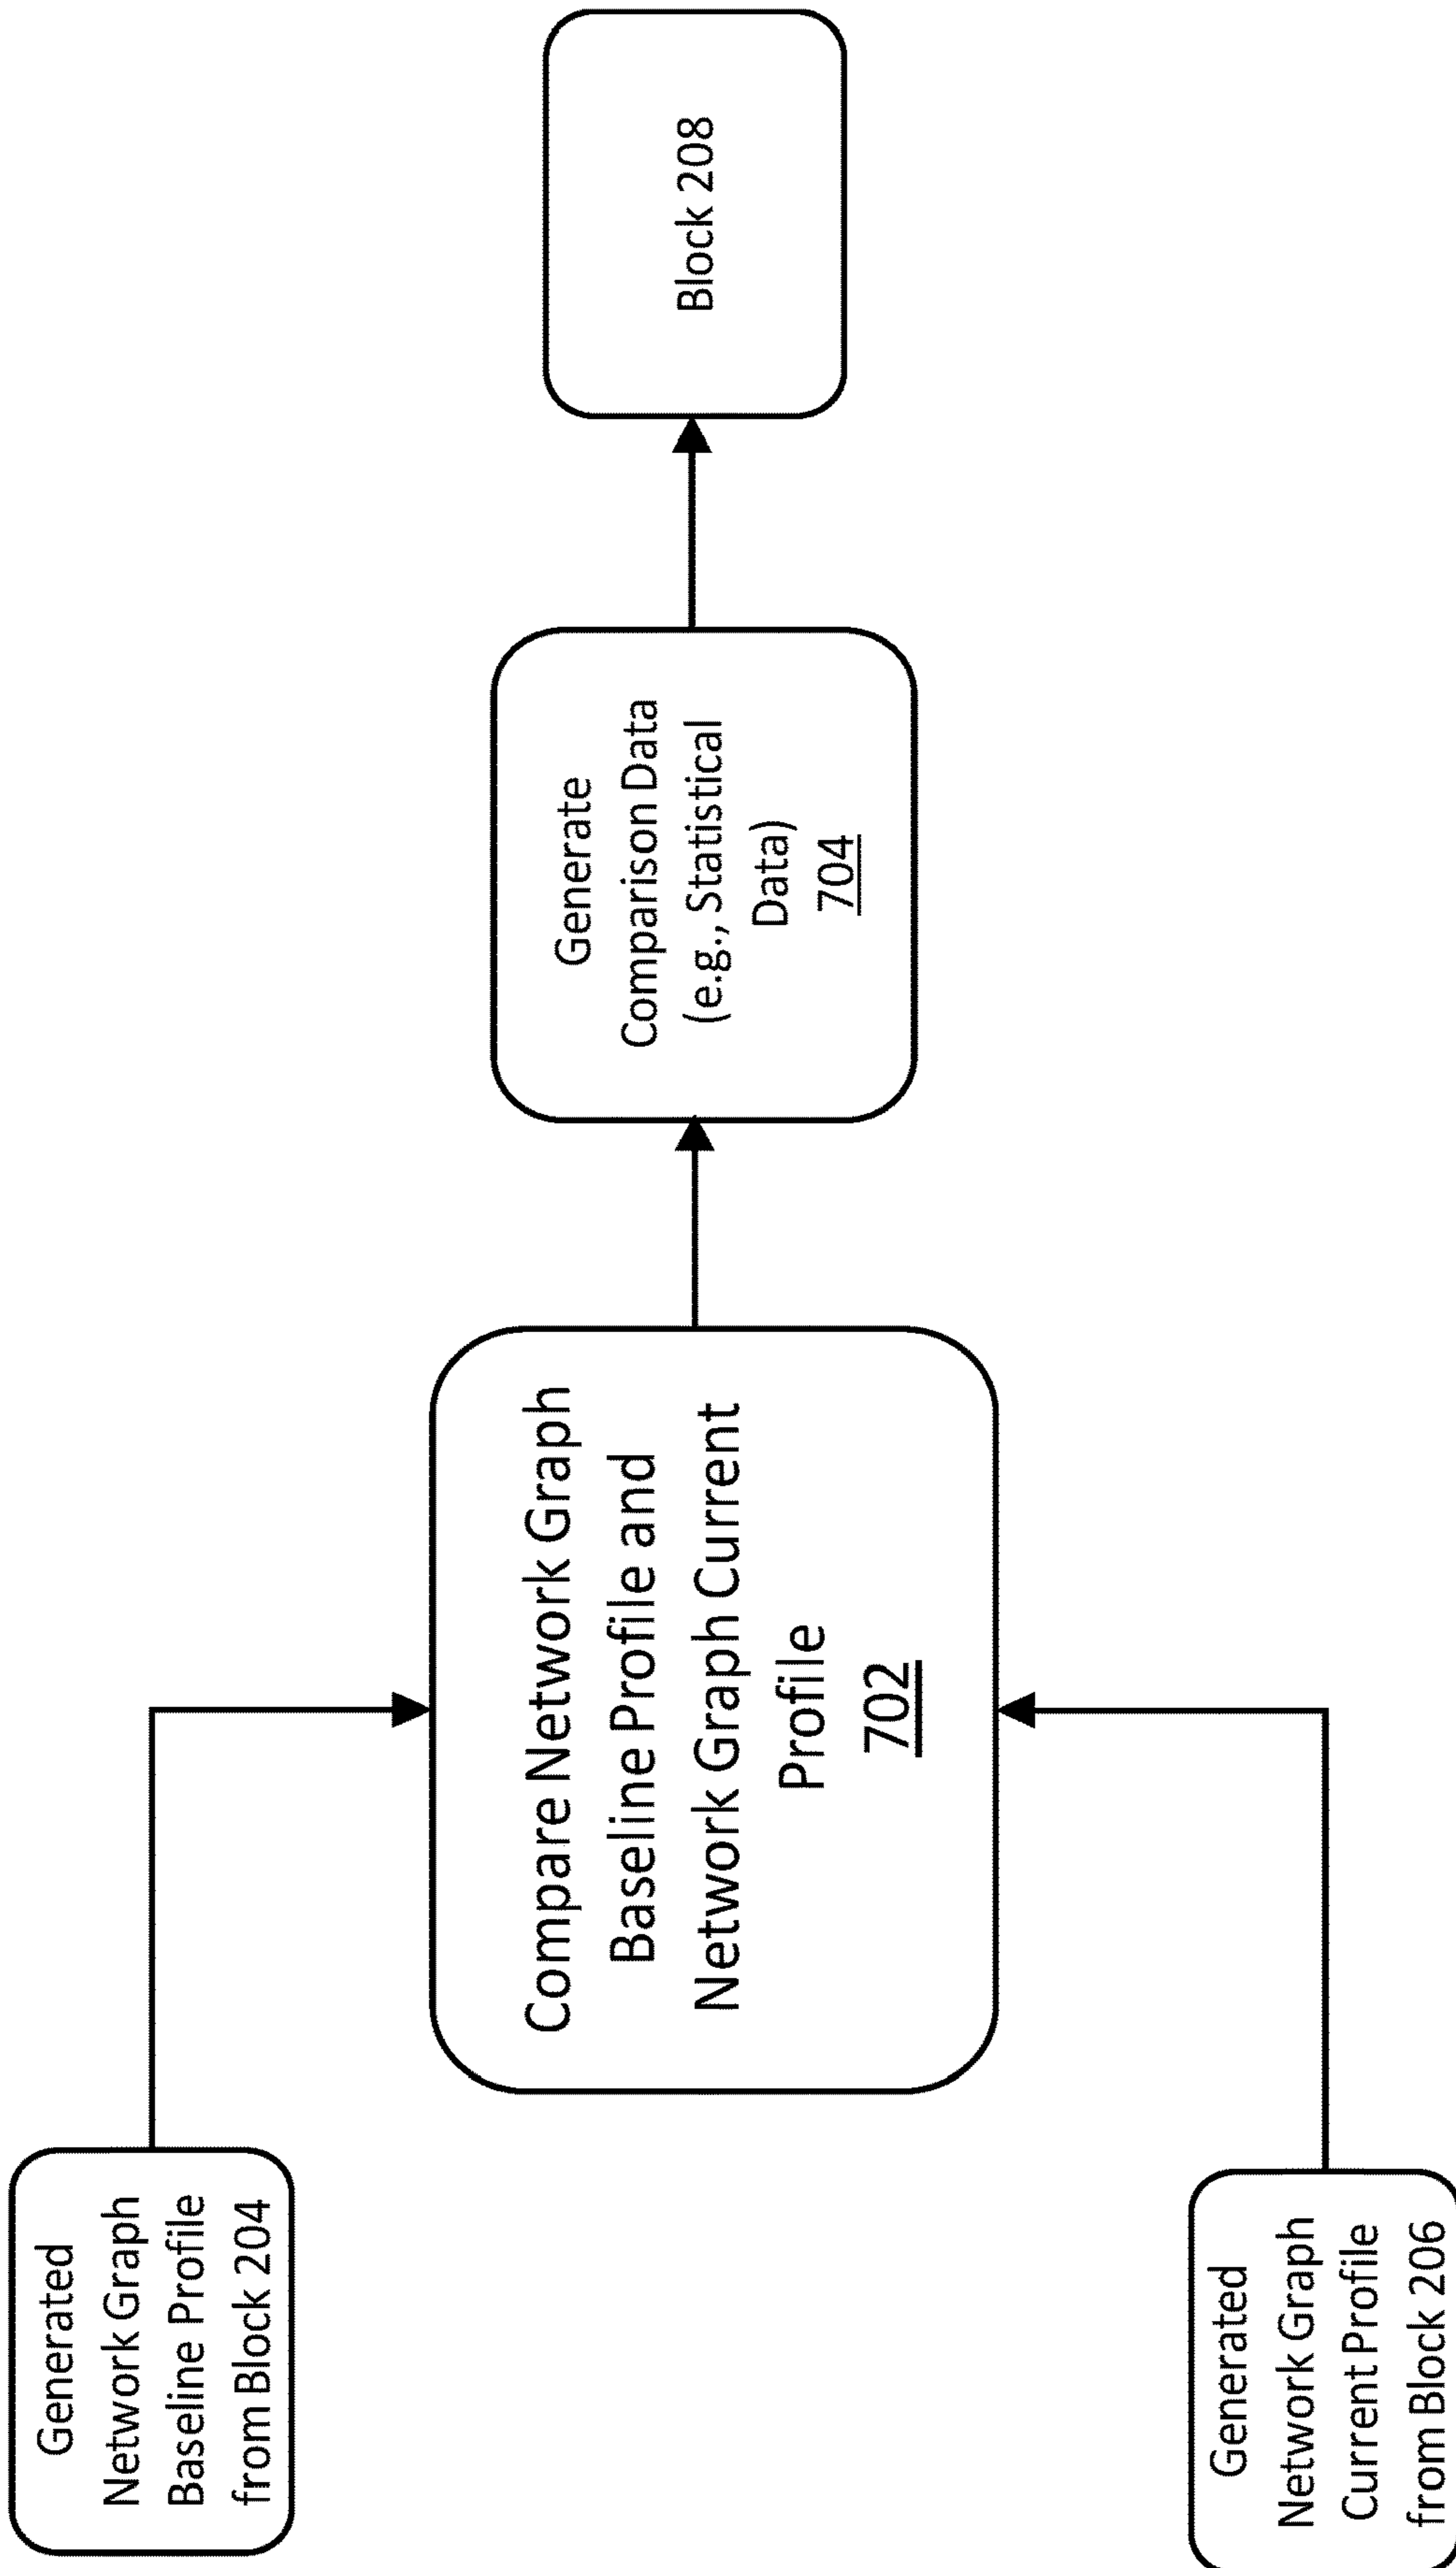 Generated
Network Graph
Baseline Profile
from Block 204
Compare Network Graph
Baseline Profile and
Network Graph Current
Profile
702
Generate
Comparison Data
(e.g., Statistical
Data)
704
Block 208
Generated
Network Graph
Current Profile
from Block 206